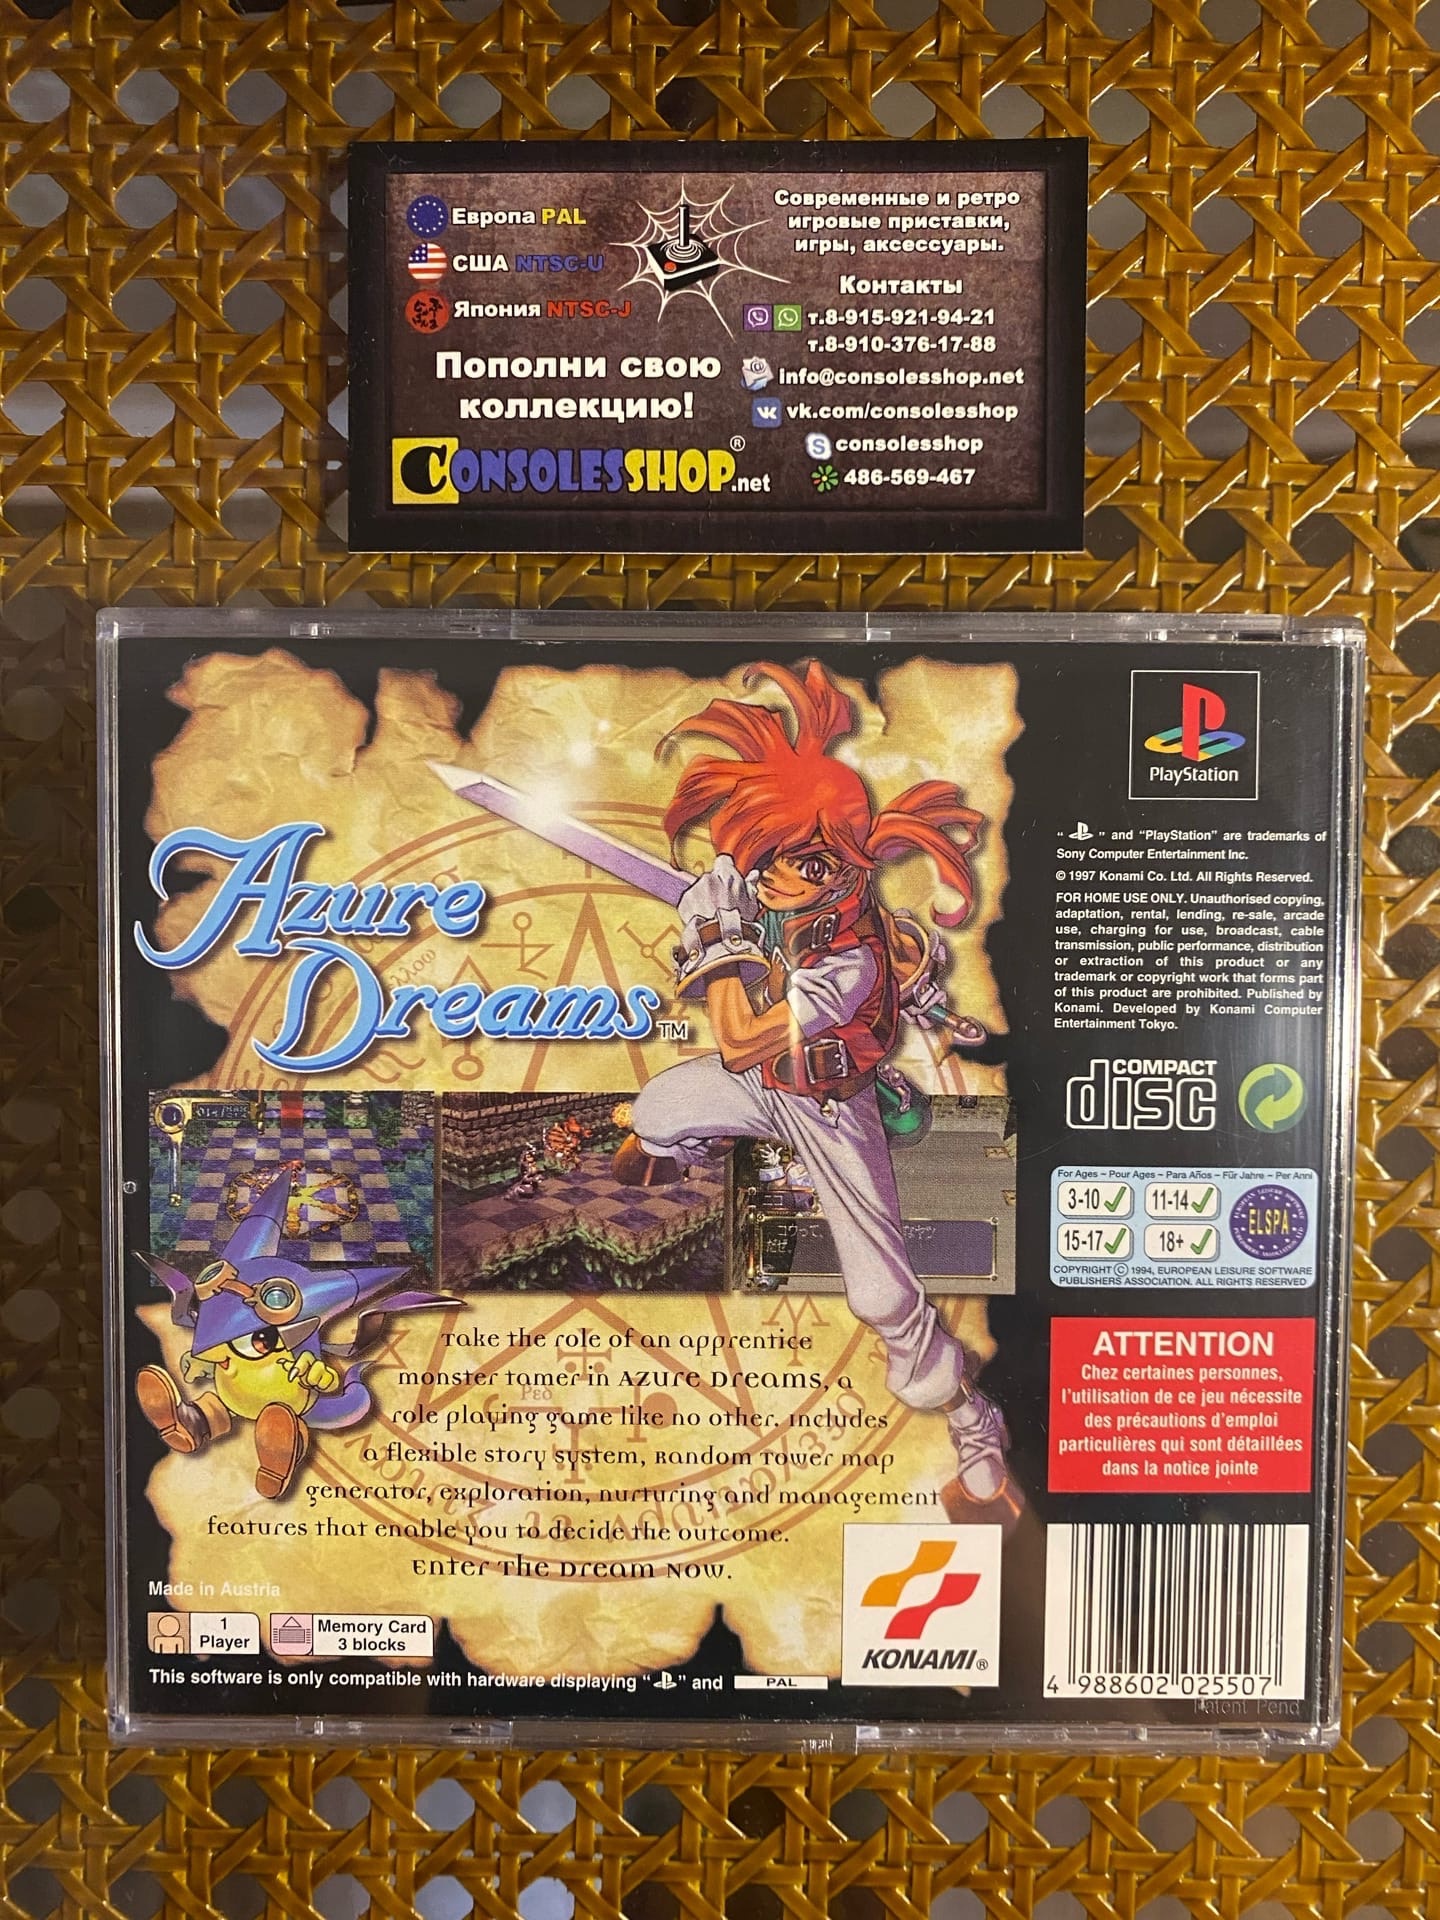 Европа PAL
США NTSC-U
Япония NTSC-J
Пополни свою
коллекцию!
CONSOLESSHOP.net ®
Современные и ретро
игровые приставки,
игры, аксессуары.
Контакты
т.8-915-921-94-21
т.8-910-376-17-88
info@consolesshop.net
vk.com/consolesshop
consolesshop
486-569-467
Azure
Dreams™
PlayStation
" " and "PlayStation" are trademarks of
Sony Computer Entertainment Inc.
© 1997 Konami Co. Ltd. All Rights Reserved.
FOR HOME USE ONLY. Unauthorised copying,
adaptation, rental, lending, re-sale, arcade
use, charging for use, broadcast, cable
transmission, public performance, distribution
or extraction of this product or any
trademark or copyright work that forms part
of this product are prohibited. Published by
Konami. Developed by Konami Computer
Entertainment Tokyo.
COMPACT
disc
For Ages ~ Pour Ages ~ Para Años ~ Für Jahre ~ Per Anni
3-10 11-14
15-17 18+
ELSPA
COPYRIGHT © 1994, EUROPEAN LEISURE SOFTWARE
PUBLISHERS ASSOCIATION. ALL RIGHTS RESERVED
ATTENTION
Chez certaines personnes,
l'utilisation de ce jeu nécessite
des précautions d'emploi
particulières qui sont détaillées
dans la notice jointe
Take the role of an apprentice
monster tamer in Azure Dreams, a
role playing game like no other. Includes
a flexible story system, Random Tower map
generator, exploration, nurturing and management
features that enable you to decide the outcome.
Enter The Dream Now.
Made in Austria
1
Player
Memory Card
3 blocks
This software is only compatible with hardware displaying " " and PAL
KONAMI®
4 988602 025507
Patent Pend